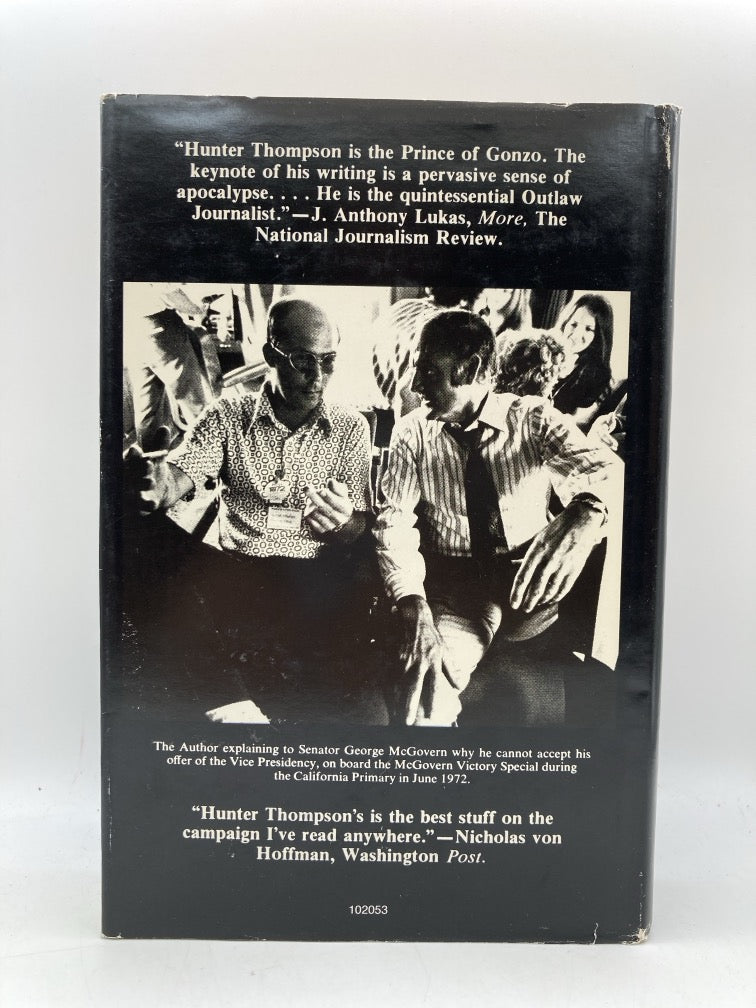 “Hunter Thompson is the Prince of Gonzo. The
keynote of his writing is a pervasive sense of
apocalypse. . . . He is the quintessential Outlaw
Journalist.”—J. Anthony Lukas, More, The
National Journalism Review.
1972
The Author explaining to Senator George McGovern why he cannot accept his
offer of the Vice Presidency, on board the McGovern Victory Special during
the California Primary in June 1972.
“Hunter Thompson’s is the best stuff on the
campaign I’ve read anywhere.”—Nicholas von
Hoffman, Washington Post.
102053